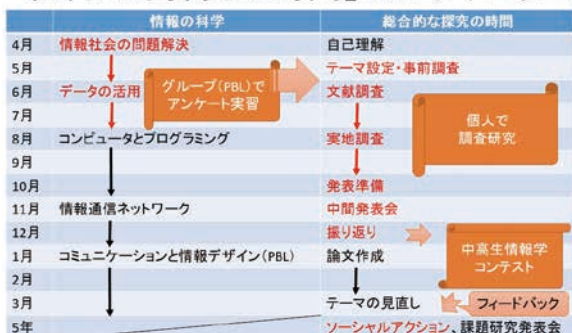 情報の科学 総合的な探究の時間
4月 情報社会の問題解決 自己理解
5月 テーマ設定・事前調査
6月 データの活用 文献調査
グループ(PBL)で
アンケート実習
7月
個人で
調査研究
8月 コンピュータとプログラミング 実地調査
9月
10月 発表準備
11月 情報通信ネットワーク 中間発表会
12月 振り返り
1月 コミュニケーションと情報デザイン(PBL) 論文作成
中高生情報学
コンテスト
2月
3月 テーマの見直し フィードバック
5年 ソーシャルアクション、課題研究発表会